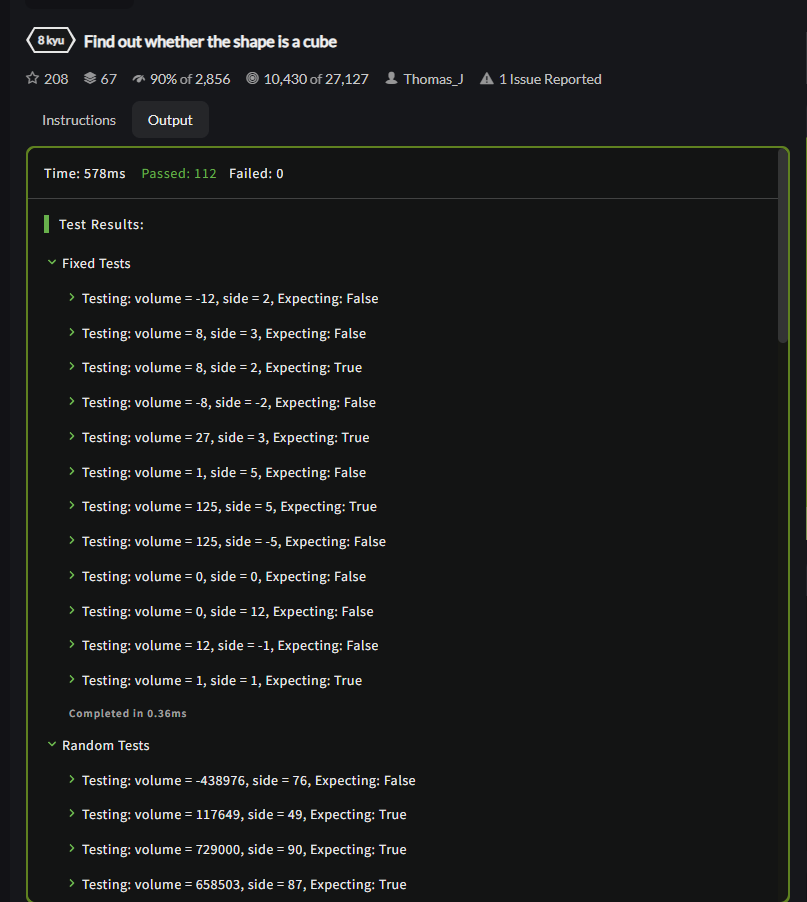 8 kyu Find out whether the shape is a cube
208 67 90% of 2,856 10,430 of 27,127 Thomas_J 1 Issue Reported
Instructions Output
Time: 578ms Passed: 112 Failed: 0
Test Results:
Fixed Tests
Testing: volume = -12, side = 2, Expecting: False
Testing: volume = 8, side = 3, Expecting: False
Testing: volume = 8, side = 2, Expecting: True
Testing: volume = -8, side = -2, Expecting: False
Testing: volume = 27, side = 3, Expecting: True
Testing: volume = 1, side = 5, Expecting: False
Testing: volume = 125, side = 5, Expecting: True
Testing: volume = 125, side = -5, Expecting: False
Testing: volume = 0, side = 0, Expecting: False
Testing: volume = 0, side = 12, Expecting: False
Testing: volume = 12, side = -1, Expecting: False
Testing: volume = 1, side = 1, Expecting: True
Completed in 0.36ms
Random Tests
Testing: volume = -438976, side = 76, Expecting: False
Testing: volume = 117649, side = 49, Expecting: True
Testing: volume = 729000, side = 90, Expecting: True
Testing: volume = 658503, side = 87, Expecting: True